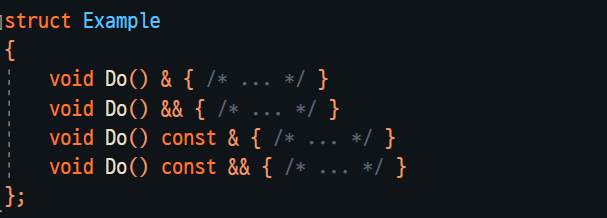 struct Example
{
void Do() & { /* ... */ }
void Do() && { /* ... */ }
void Do() const & { /* ... */ }
void Do() const && { /* ... */ }
};